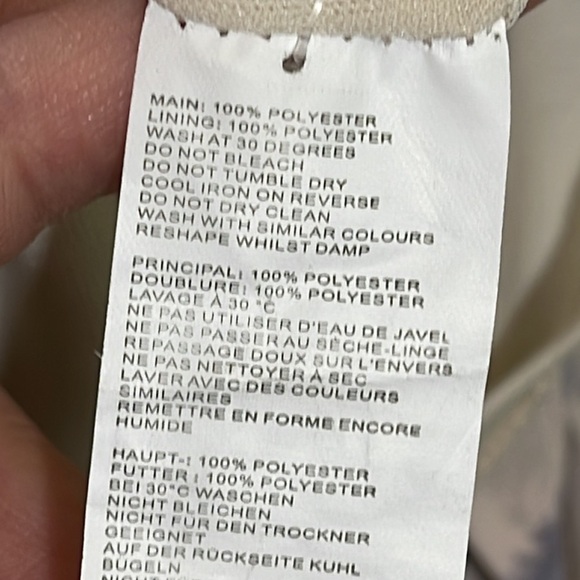 MAIN: 100% POLYESTER
LINING: 100% POLYESTER
WASH AT 30 DEGREES
DO NOT BLEACH
DO NOT TUMBLE DRY
COOL IRON ON REVERSE
DO NOT DRY CLEAN
WASH WITH SIMILAR COLOURS
RESHAPE WHILST DAMP
PRINCIPAL: 100% POLYESTER
DOUBLURE: 100% POLYESTER
LAVAGE À 30 °C
NE PAS UTILISER D'EAU DE JAVEL
NE PAS PASSER AU SÈCHE-LINGE
REPASSAGE DOUX SUR L'ENVERS
NE PAS NETTOYER À SEC
LAVER AVEC DES COULEURS
SIMILAIRES
REMETTRE EN FORME ENCORE
HUMIDE
HAUPT-: 100% POLYESTER
FUTTER : 100% POLYESTER
BEI 30°C WASCHEN
NICHT BLEICHEN
NICHT FÜR DEN TROCKNER
GEEIGNET
AUF DER RÜCKSEITE KÜHL
BÜGELN